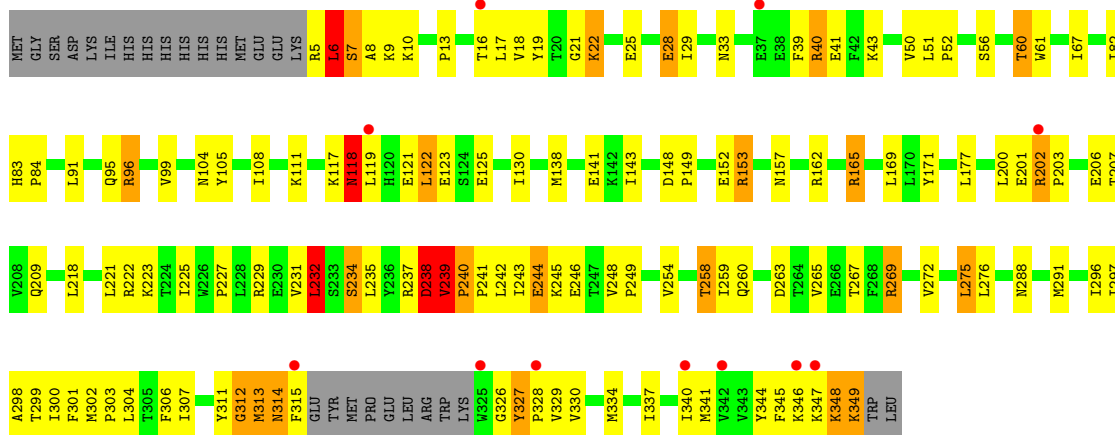 MET GLY SER ASP LYS ILE HIS HIS HIS HIS HIS HIS MET GLU GLU LYS R5 L6 S7 A8 K9 K10 P13 T16 L17 V18 Y19 T20 G21 K22 E25 E28 I29 N33 E37 E38 F39 R40 E41 F42 K43 V50 L51 P52 S56 T60 W61 I67
H83 P84 L91 Q95 R96 V99 N104 Y105 I108 K111 K117 N118 L119 H120 E121 L122 E123 S124 E125 I130 M138 E141 K142 I143 D148 P149 E152 R153 N157 R162 R165 L169 L170 Y171 L177 L200 E201 R202 P203 E206
V208 Q209 L218 L221 R222 K223 T224 I225 W226 P227 L228 R229 E230 V231 L232 S233 S234 L235 Y236 R237 D238 V239 P240 P241 L242 I243 E244 K245 E246 T247 V248 P249 V254 T258 I259 Q260 D263 T264 V265 E266 T267 F268 R269 V272 L275 L276 N288 M291 I296
A298 T299 I300 F301 M302 P303 L304 T305 F306 I307 Y311 G312 M313 N314 F315 GLU TYR MET PRO GLU LEU ARG TRP LYS W325 G326 Y327 P328 V329 V330 M334 I337 I340 M341 V342 V343 Y344 F345 K346 K347 K348 K349 TRP LEU